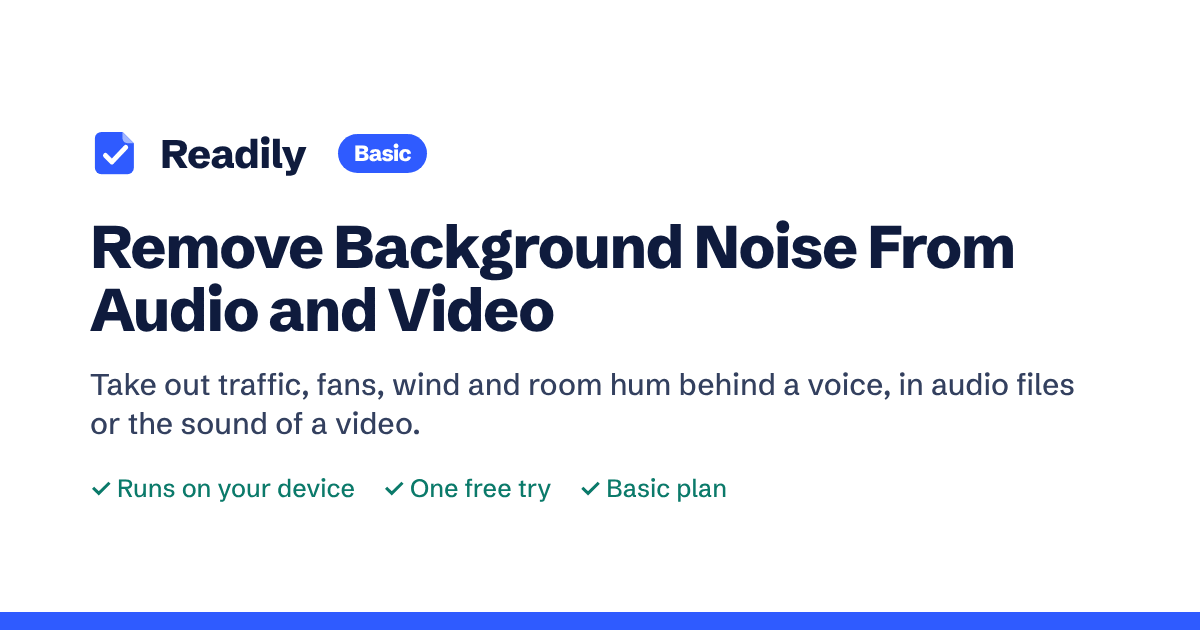 Readily Basic
Remove Background Noise From
Audio and Video
Take out traffic, fans, wind and room hum behind a voice, in audio files
or the sound of a video.
✓ Runs on your device ✓ One free try ✓ Basic plan